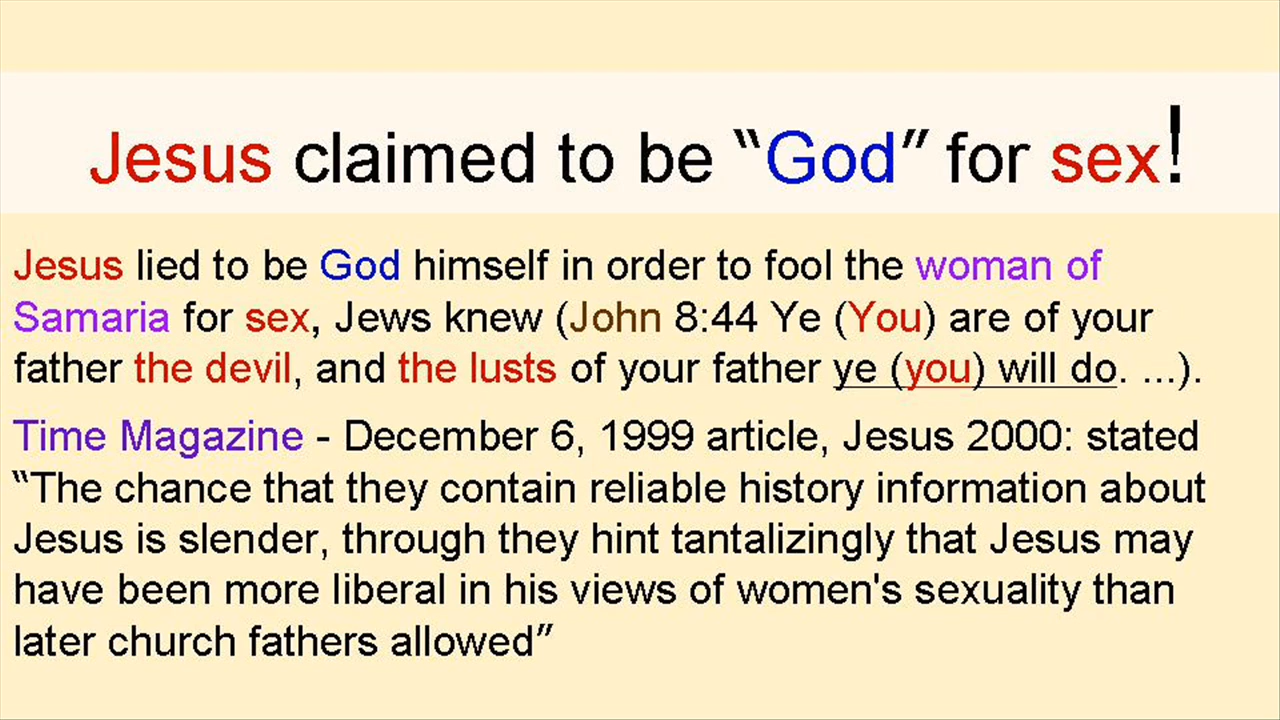 Jesus claimed to be “God” for sex!
Jesus lied to be God himself in order to fool the woman of
Samaria for sex, Jews knew (John 8:44 Ye (You) are of your
father the devil, and the lusts of your father ye (you) will do. ...).
Time Magazine - December 6, 1999 article, Jesus 2000: stated
“The chance that they contain reliable history information about
Jesus is slender, through they hint tantalizingly that Jesus may
have been more liberal in his views of women's sexuality than
later church fathers allowed”